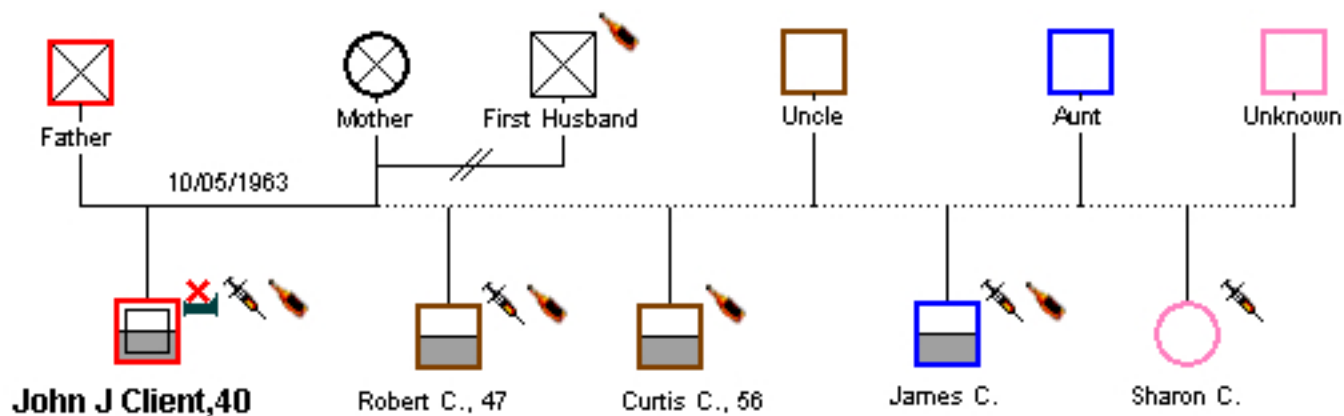 Father
Mother
First Husband
Uncle
Aunt
Unknown
10/05/1963
John J Client,40
Robert C., 47
Curtis C., 56
James C.
Sharon C.